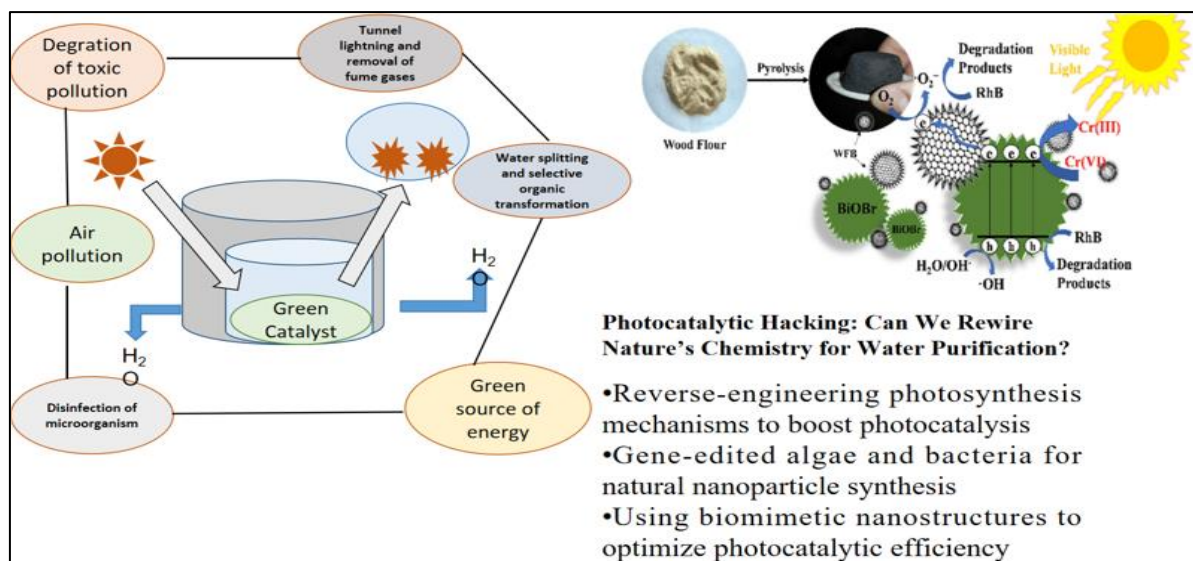 Degration of
toxic
pollution
Tunnel
lightning and
removal of
fume gases
Water splitting
and selective
organic
transformation
Air
pollution
Green
Catalyst
H2
O
H2
O
Disinfection of
microorganism
Green
source of
energy
Wood Flour
Pyrolysis
O₂
·O₂⁻
Degradation
Products
RhB
Visible
Light
WFB
BiOBr
BiOBr
e
e e e
Cr(III)
Cr(VI)
h h h
RhB
H₂O/OH⁻
·OH
Degradation
Products
Photocatalytic Hacking: Can We Rewire
Nature's Chemistry for Water Purification?
•Reverse-engineering photosynthesis
mechanisms to boost photocatalysis
•Gene-edited algae and bacteria for
natural nanoparticle synthesis
•Using biomimetic nanostructures to
optimize photocatalytic efficiency